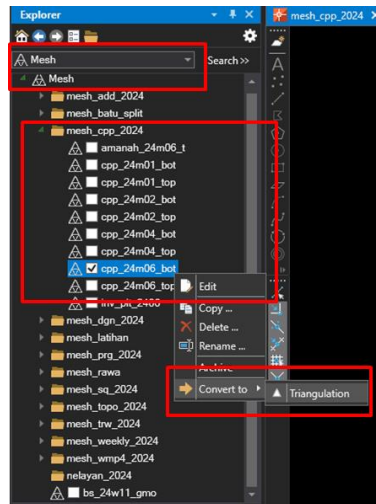 Explorer
mesh_cpp_2024
Mesh
Search>>
Mesh
mesh_add_2024
mesh_batu_split
mesh_cpp_2024
amanah_24m06_t
cpp_24m01_bot
cpp_24m01_top
cpp_24m02_bot
cpp_24m02_top
cpp_24m04_bot
cpp_24m04_top
cpp_24m06_bot
cpp_24m06_top
Edit
inv_pit_2406
Copy ...
mesh_dgn_2024
Delete ...
mesh_latihan
Rename ...
mesh_prg_2024
Archive
mesh_rawa
Convert to
Triangulation
mesh_sq_2024
mesh_topo_2024
mesh_trw_2024
mesh_weekly_2024
mesh_wmp4_2024
nelayan_2024
bs_24w11_gmo